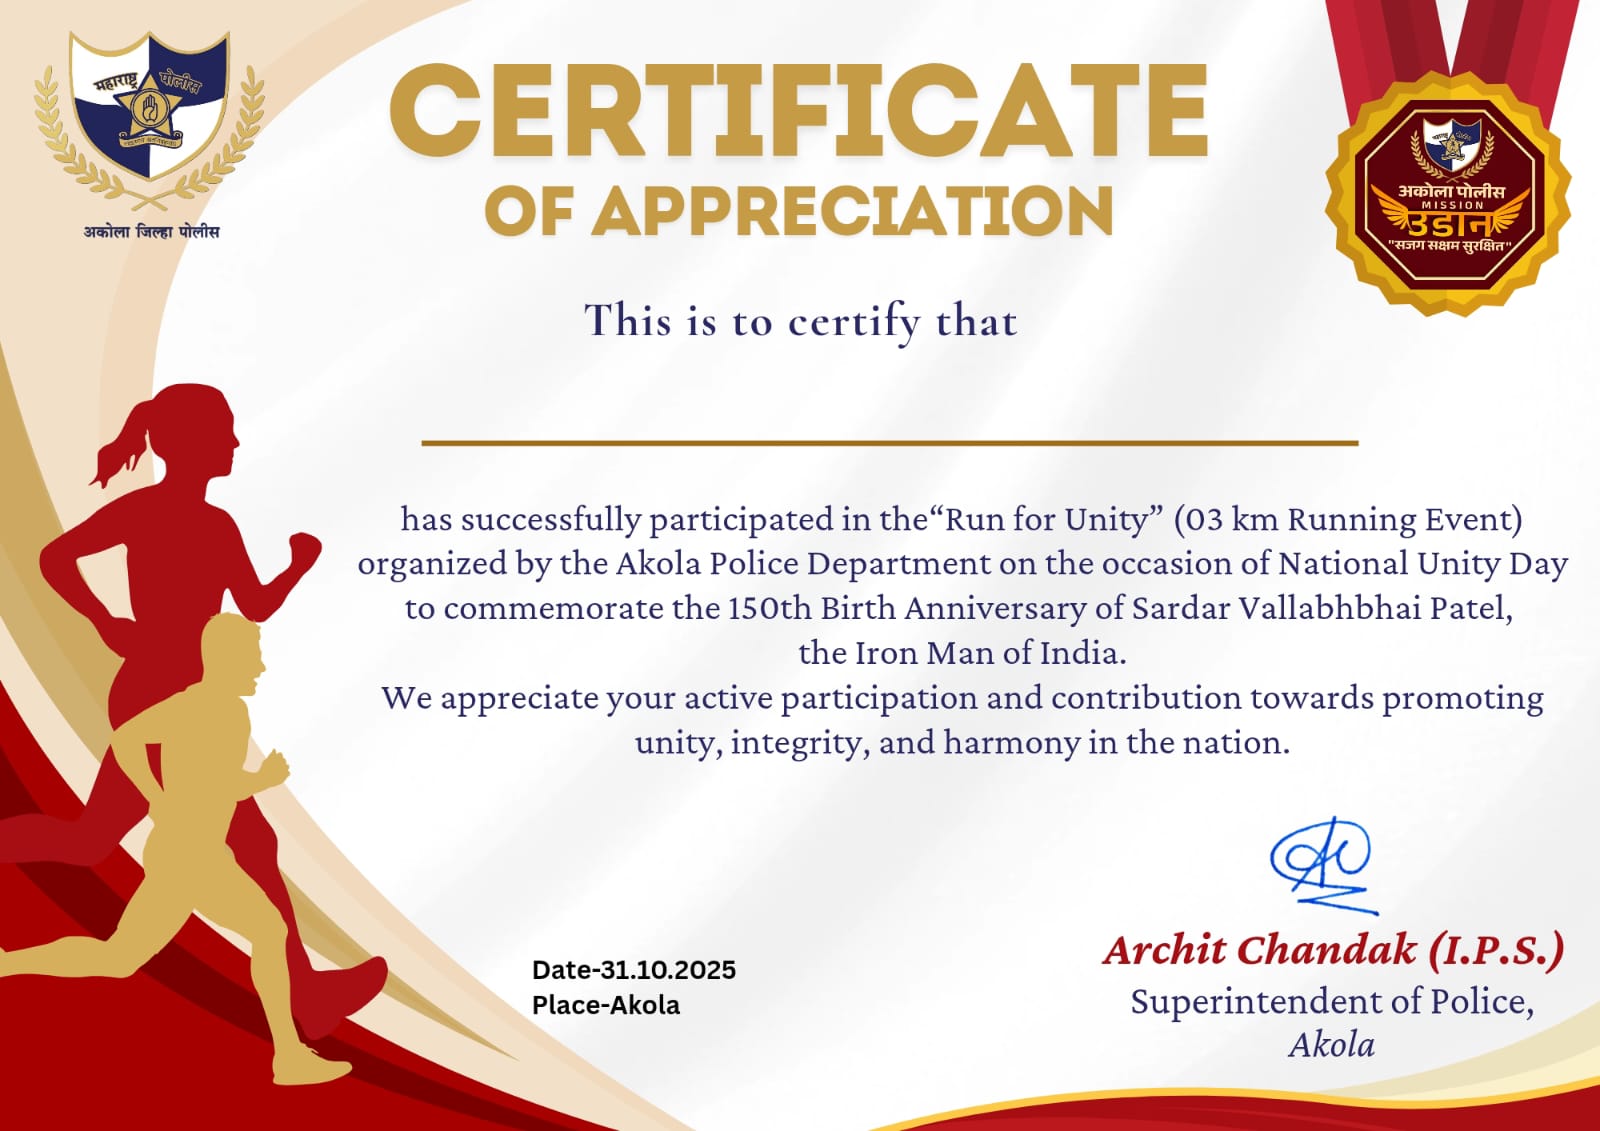 महाराष्ट्र पोलीस
अकोला जिल्हा पोलीस
CERTIFICATE
OF APPRECIATION
अकोला पोलीस
MISSION
उडान
"सजग सक्षम सुरक्षित"
This is to certify that
has successfully participated in the“Run for Unity” (03 km Running Event)
organized by the Akola Police Department on the occasion of National Unity Day
to commemorate the 150th Birth Anniversary of Sardar Vallabhbhai Patel,
the Iron Man of India.
We appreciate your active participation and contribution towards promoting
unity, integrity, and harmony in the nation.
Date-31.10.2025
Place-Akola
Archit Chandak (I.P.S.)
Superintendent of Police,
Akola